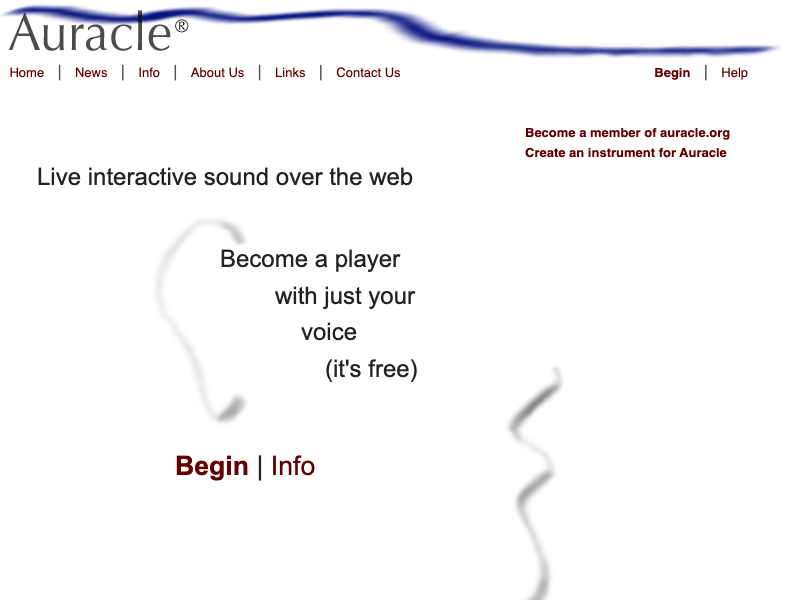 Auracle®
Home | News | Info | About Us | Links | Contact Us | Begin | Help
Become a member of auracle.org
Create an instrument for Auracle
Live interactive sound over the web
Become a player
with just your
voice
(it's free)
Begin | Info